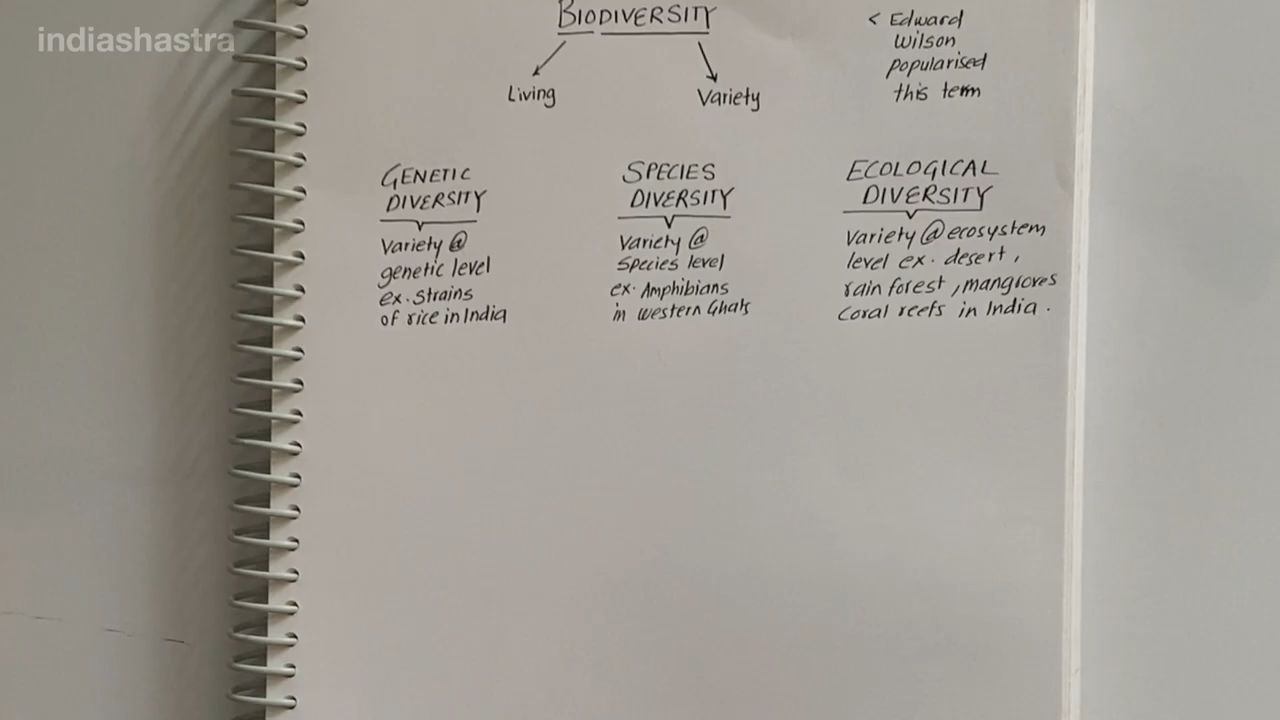 indiashastra
BIODIVERSITY
Living
Variety
< Edward
Wilson
popularised
this term
GENETIC
DIVERSITY
Variety @
genetic level
ex. strains
of rice in India
SPECIES
DIVERSITY
Variety @
species level
ex. Amphibians
in western Ghats
ECOLOGICAL
DIVERSITY
Variety @ ecosystem
level ex. desert,
rain forest, mangroves
coral reefs in India.